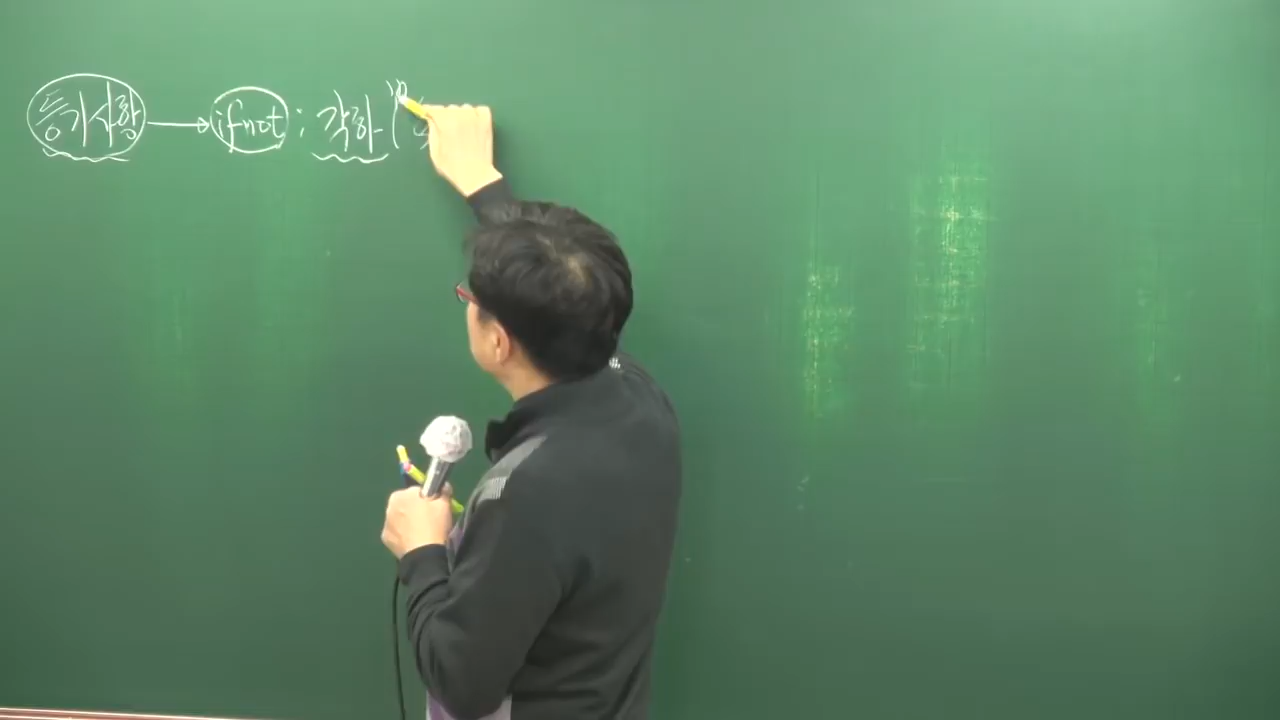 등기사항 → if not : 각하 (